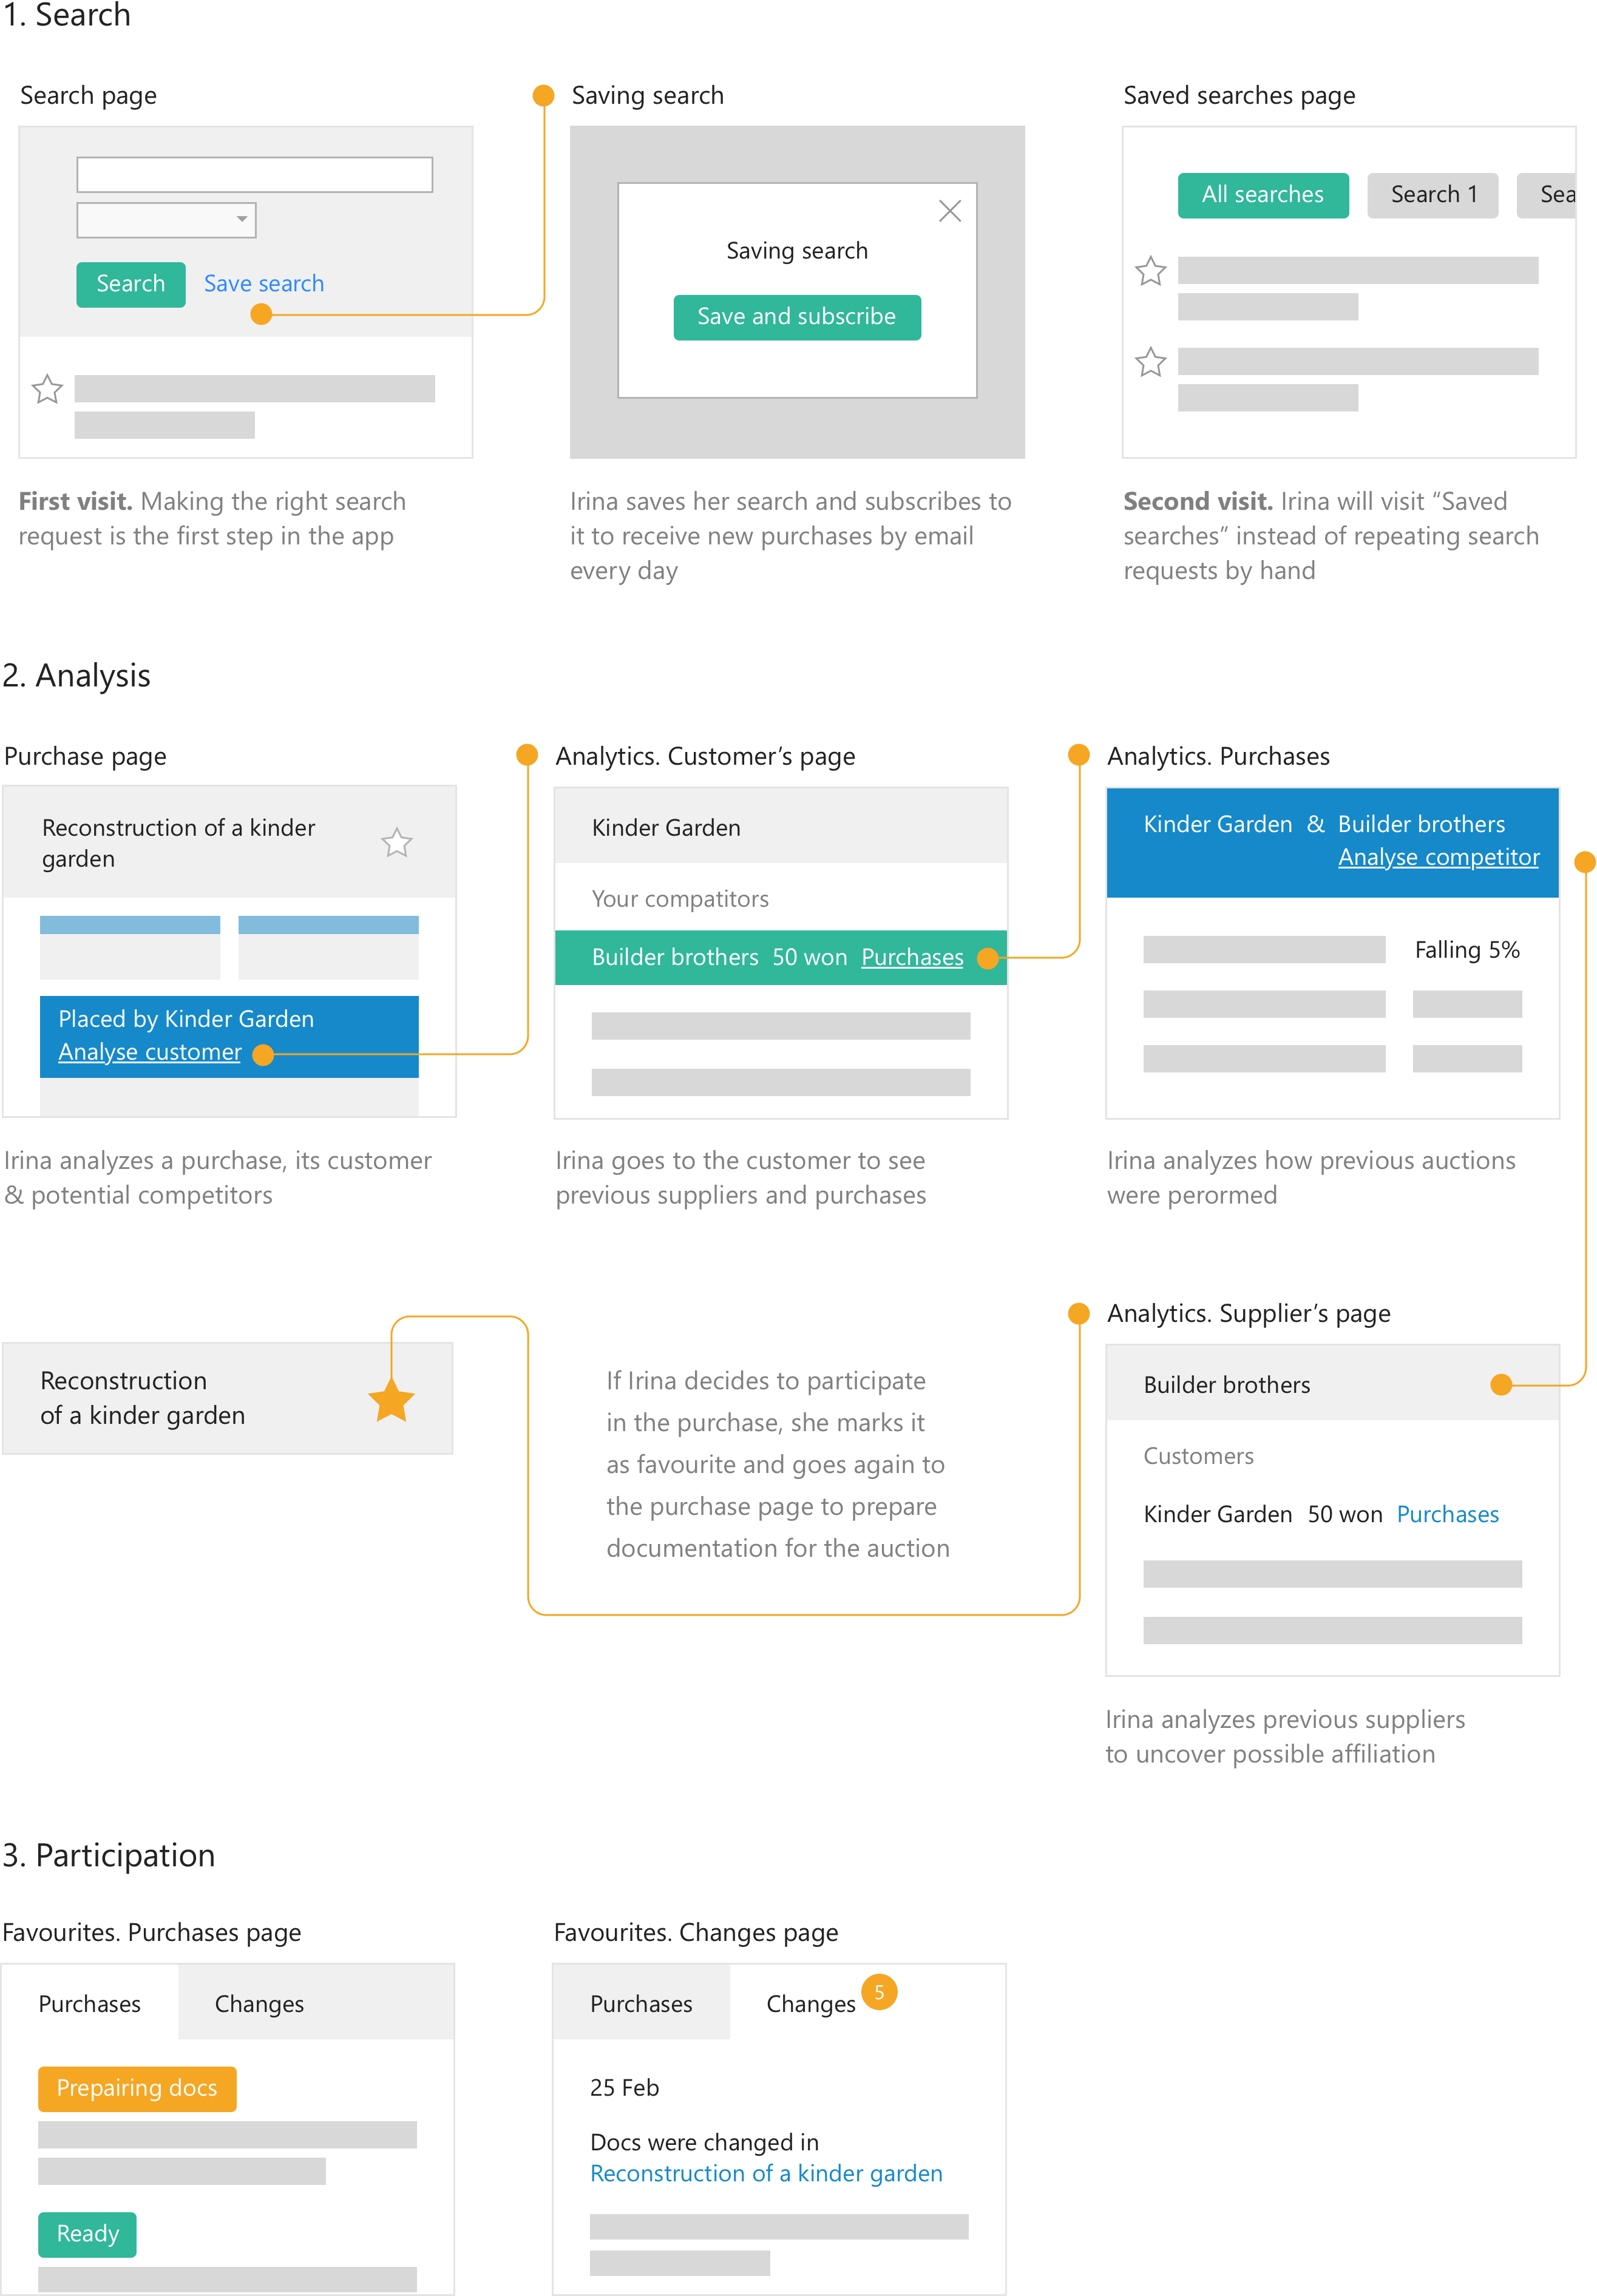 1. Search
Search page
Search
Save search
First visit. Making the right search
request is the first step in the app
Saving search
Saving search
Save and subscribe
Irina saves her search and subscribes to
it to receive new purchases by email
every day
Saved searches page
All searches
Search 1
Sea
Second visit. Irina will visit “Saved
searches” instead of repeating search
requests by hand
2. Analysis
Purchase page
Reconstruction of a kinder
garden
Placed by Kinder Garden
Analyse customer
Irina analyzes a purchase, its customer
& potential competitors
Analytics. Customer’s page
Kinder Garden
Your compatitors
Builder brothers 50 won Purchases
Irina goes to the customer to see
previous suppliers and purchases
Analytics. Purchases
Kinder Garden & Builder brothers
Analyse competitor
Falling 5%
Irina analyzes how previous auctions
were perormed
Reconstruction
of a kinder garden
If Irina decides to participate
in the purchase, she marks it
as favourite and goes again to
the purchase page to prepare
documentation for the auction
Analytics. Supplier’s page
Builder brothers
Customers
Kinder Garden 50 won Purchases
Irina analyzes previous suppliers
to uncover possible affiliation
3. Participation
Favourites. Purchases page
Purchases
Changes
Prepairing docs
Ready
Favourites. Changes page
Purchases
Changes
5
25 Feb
Docs were changed in
Reconstruction of a kinder garden